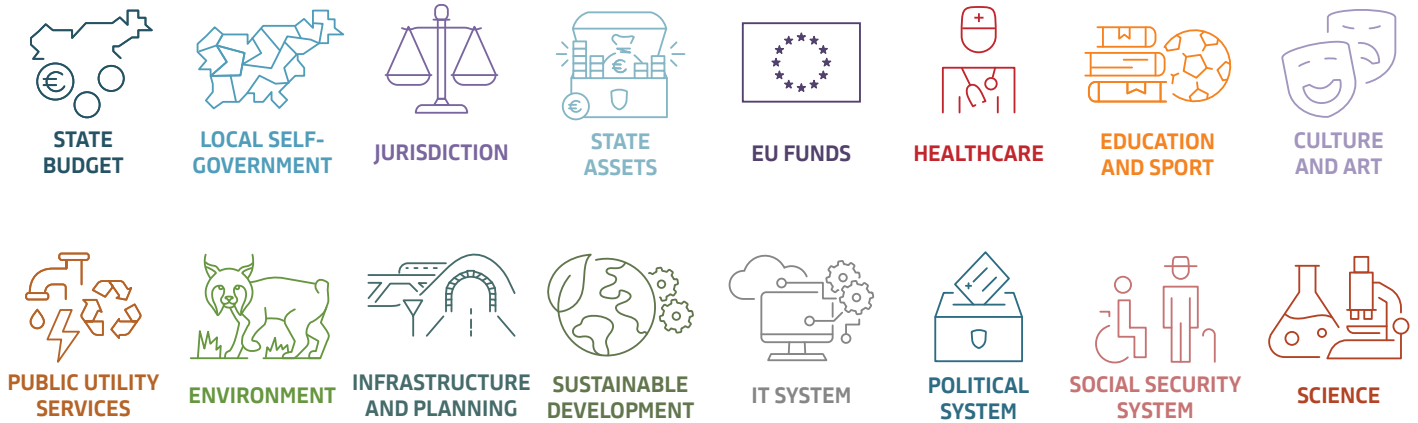 STATE
BUDGET
LOCAL SELF-
GOVERNMENT
JURISDICTION
€
€
€
STATE
ASSETS
EU FUNDS
HEALTHCARE
EDUCATION
AND SPORT
CULTURE
AND ART
PUBLIC UTILITY
SERVICES
ENVIRONMENT
INFRASTRUCTURE
AND PLANNING
SUSTAINABLE
DEVELOPMENT
IT SYSTEM
POLITICAL
SYSTEM
SOCIAL SECURITY
SYSTEM
SCIENCE